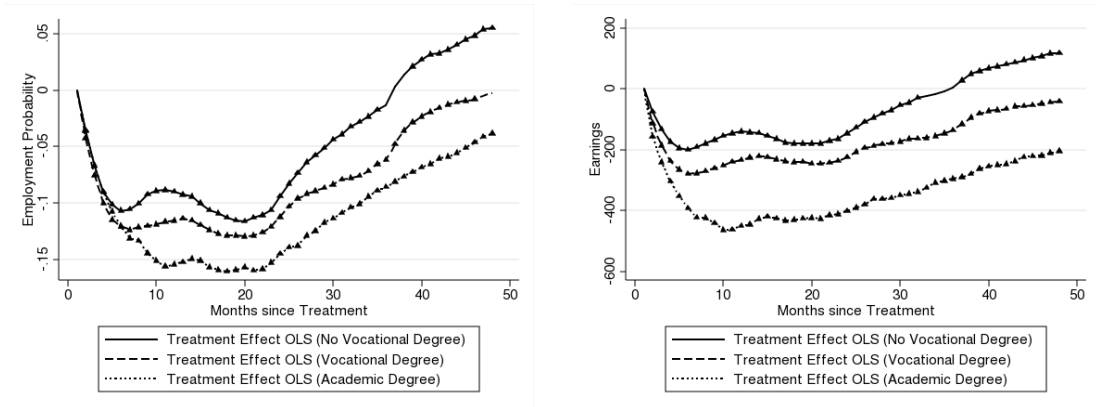 .05
0
-.05
-.1
-.15
Employment Probability
0 10 20 30 40 50
Months since Treatment
Treatment Effect OLS (No Vocational Degree)
Treatment Effect OLS (Vocational Degree)
Treatment Effect OLS (Academic Degree)
200
0
-200
-400
-600
Earnings
0 10 20 30 40 50
Months since Treatment
Treatment Effect OLS (No Vocational Degree)
Treatment Effect OLS (Vocational Degree)
Treatment Effect OLS (Academic Degree)